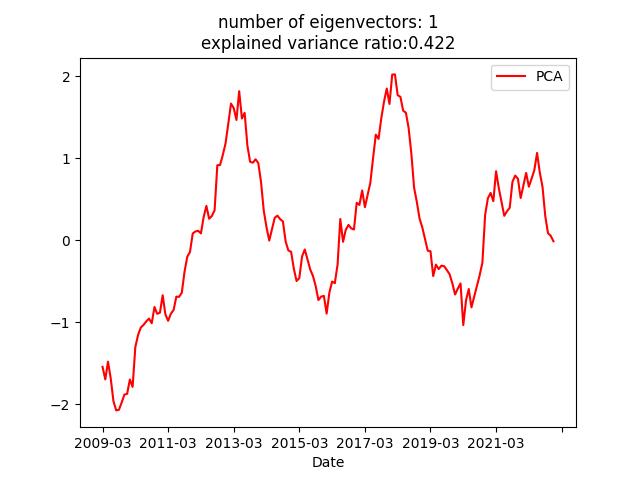 number of eigenvectors: 1
explained variance ratio:0.422
PCA
2
1
0
−1
−2
2009-03 2011-03 2013-03 2015-03 2017-03 2019-03 2021-03
Date